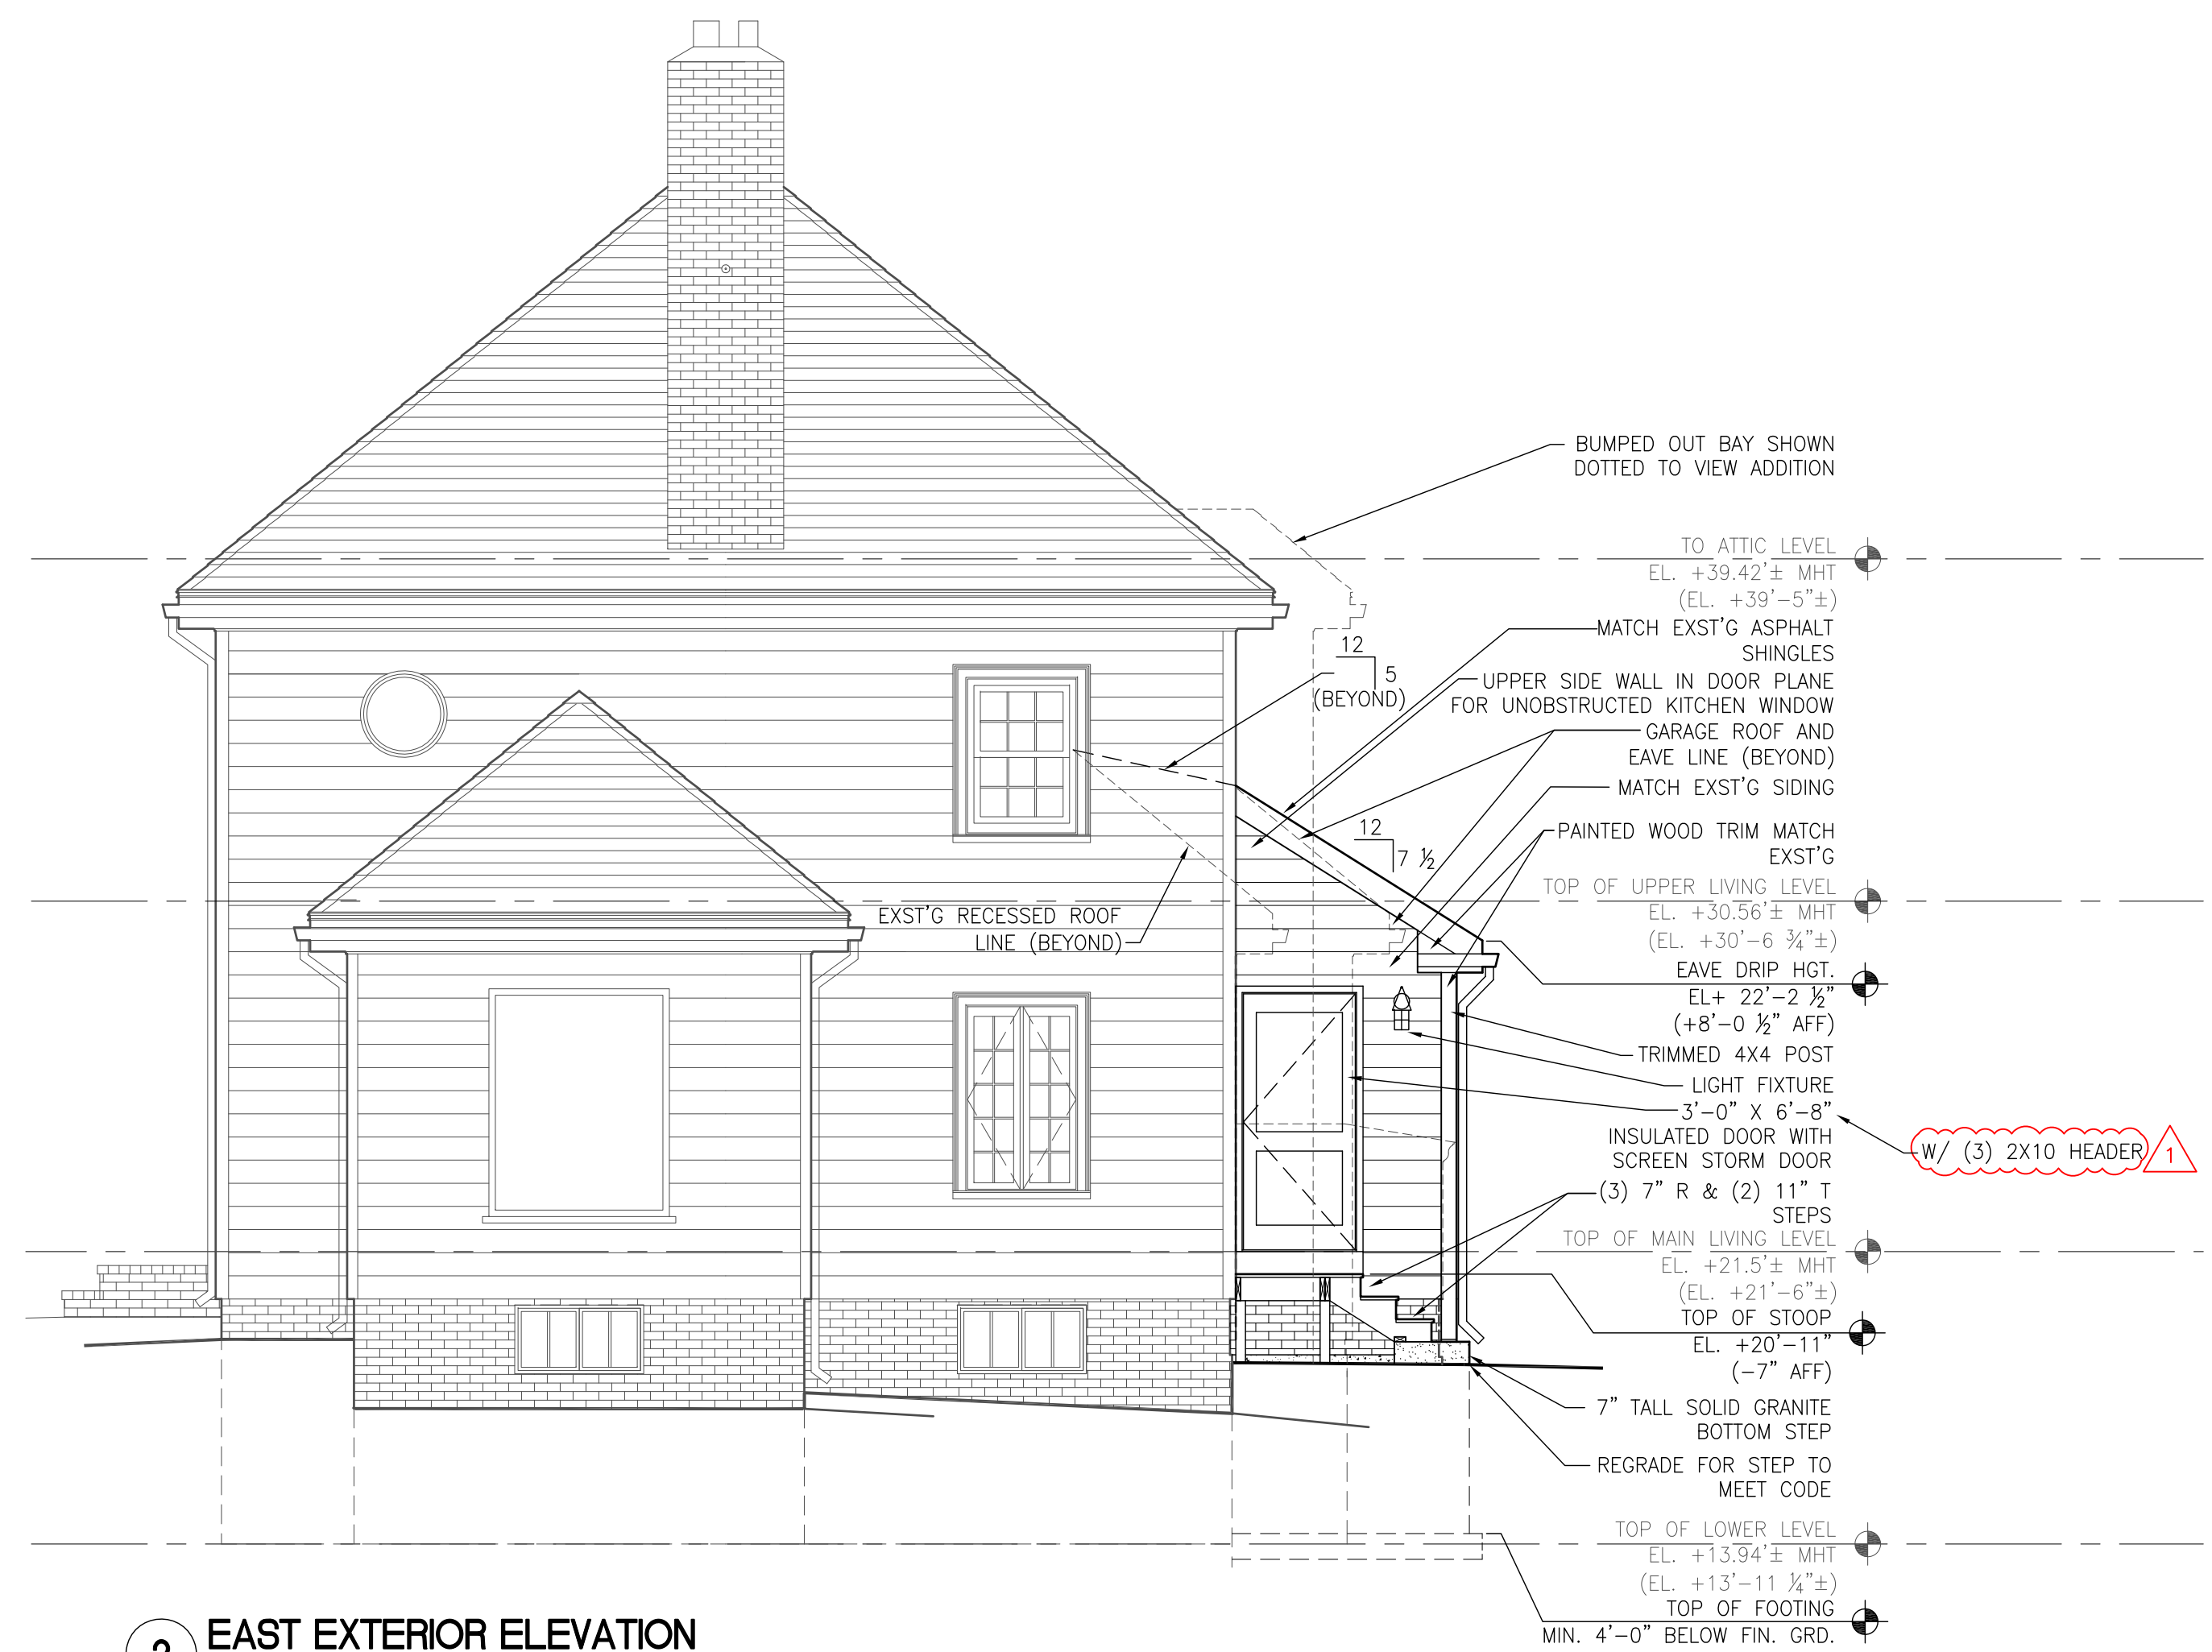 BUMPED OUT BAY SHOWN
DOTTED TO VIEW ADDITION
TO ATTIC LEVEL
EL. +39.42'± MHT
(EL. +39'-5"±)
MATCH EXST'G ASPHALT
SHINGLES
12
5
(BEYOND)
UPPER SIDE WALL IN DOOR PLANE
FOR UNOBSTRUCTED KITCHEN WINDOW
GARAGE ROOF AND
EAVE LINE (BEYOND)
MATCH EXST'G SIDING
12
7 ½
PAINTED WOOD TRIM MATCH
EXST'G
TOP OF UPPER LIVING LEVEL
EL. +30.56'± MHT
(EL. +30'-6 ¾"±)
EXST'G RECESSED ROOF
LINE (BEYOND)
EAVE DRIP HGT.
EL+ 22'-2 ½"
(+8'-0 ½" AFF)
TRIMMED 4X4 POST
LIGHT FIXTURE
3'-0" X 6'-8"
INSULATED DOOR WITH
SCREEN STORM DOOR
W/ (3) 2X10 HEADER
1
(3) 7" R & (2) 11" T
STEPS
TOP OF MAIN LIVING LEVEL
EL. +21.5'± MHT
(EL. +21'-6"±)
TOP OF STOOP
EL. +20'-11"
(-7" AFF)
7" TALL SOLID GRANITE
BOTTOM STEP
REGRADE FOR STEP TO
MEET CODE
TOP OF LOWER LEVEL
EL. +13.94'± MHT
(EL. +13'-11 ¼"±)
TOP OF FOOTING
MIN. 4'-0" BELOW FIN. GRD.
EAST EXTERIOR ELEVATION